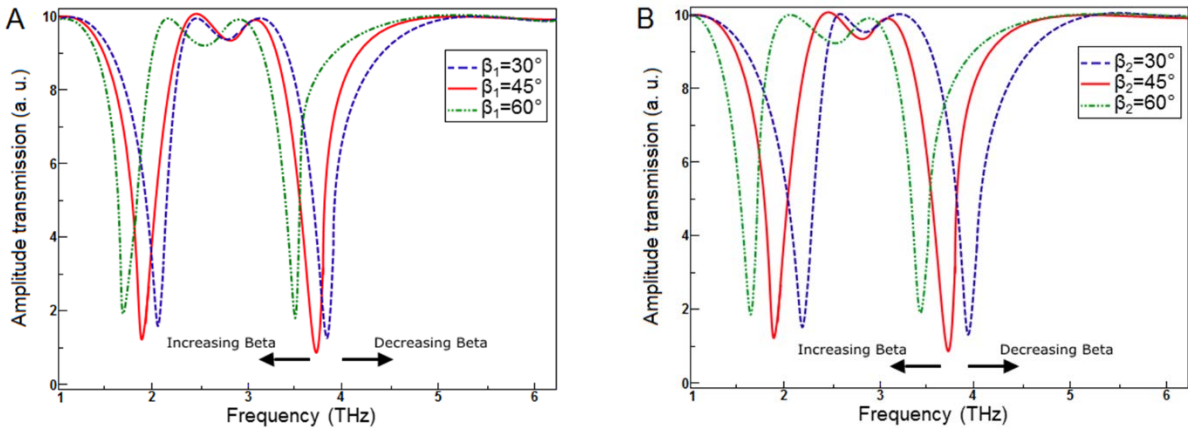 A
Amplitude transmission (a. u.)
10
8
6
4
2
0
β₁=30°
β₁=45°
β₁=60°
Increasing Beta
Decreasing Beta
1
2
3
4
5
6
Frequency (THz)
B
Amplitude transmission (a. u.)
10
8
6
4
2
0
β₂=30°
β₂=45°
β₂=60°
Increasing Beta
Decreasing Beta
1
2
3
4
5
6
Frequency (THz)